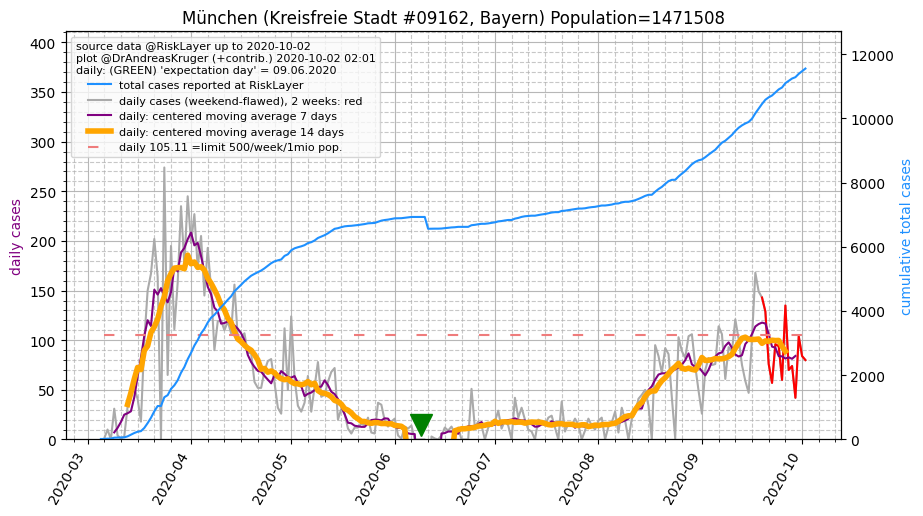 München (Kreisfreie Stadt #09162, Bayern) Population=1471508
source data @RiskLayer up to 2020-10-02
plot @DrAndreasKruger (+contrib.) 2020-10-02 02:01
daily: (GREEN) 'expectation day' = 09.06.2020
total cases reported at RiskLayer
daily cases (weekend-flawed), 2 weeks: red
daily: centered moving average 7 days
daily: centered moving average 14 days
daily 105.11 =limit 500/week/1mio pop.
daily cases
400
350
300
250
200
150
100
50
0
cumulative total cases
12000
10000
8000
6000
4000
2000
0
2020-03
2020-04
2020-05
2020-06
2020-07
2020-08
2020-09
2020-10